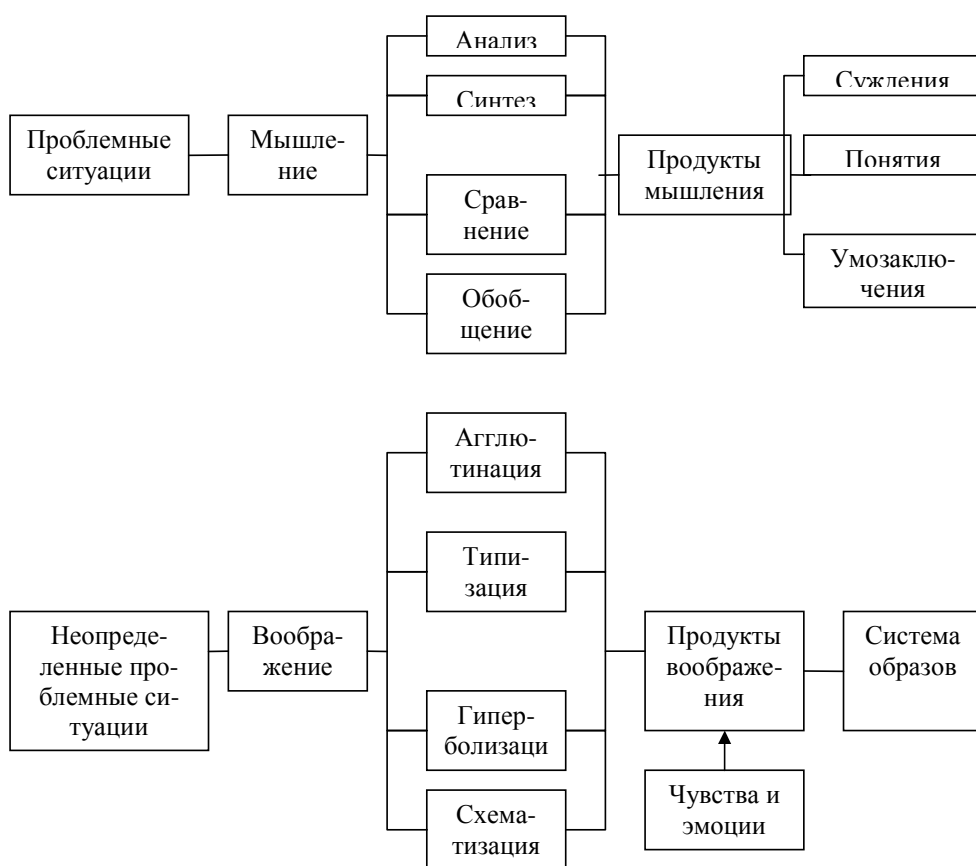 Проблемные
ситуации
Мышле-
ние
Анализ
Синтез
Срав-
нение
Обоб-
щение
Продукты
мышления
Суждения
Понятия
Умозаклю-
чения
Неопреде-
ленные про-
блемные си-
туации
Вообра-
жение
Агглю-
тинация
Типи-
зация
Гипер-
болизаци
Схема-
тизация
Продукты
воображе-
ния
Система
образов
Чувства и
эмоции